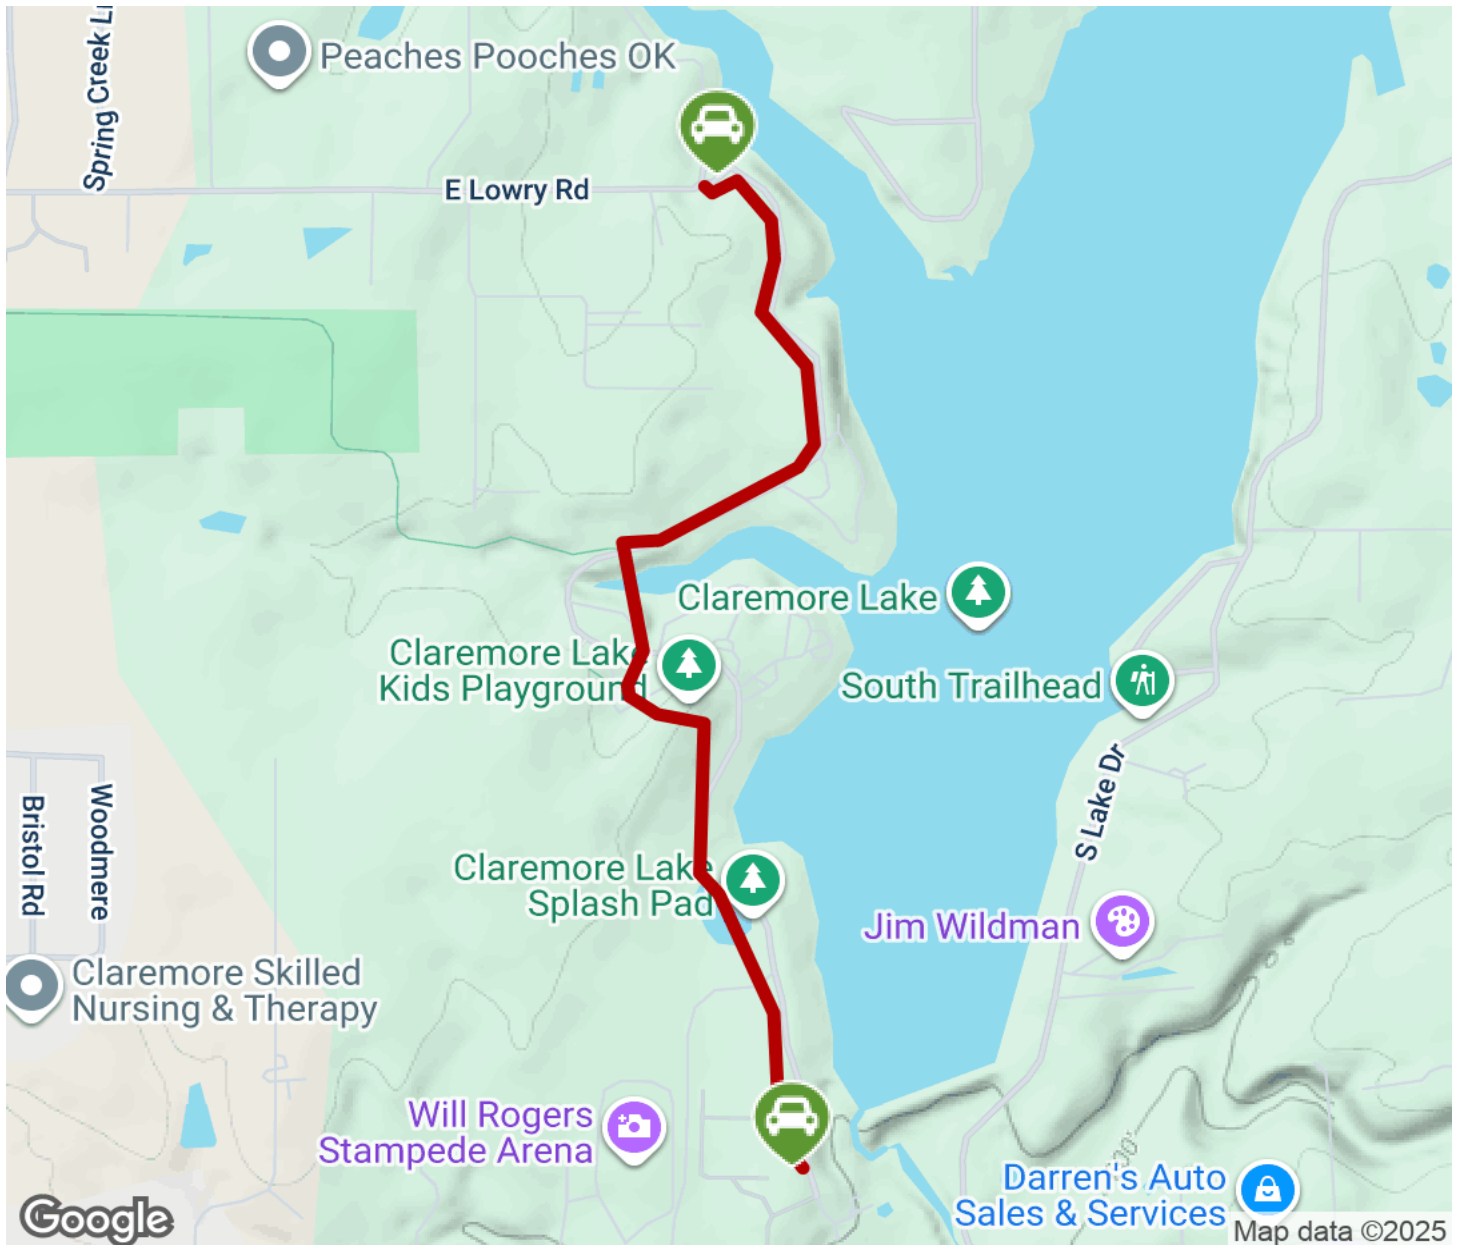 Spring Creek Ln
Peaches Pooches OK
E Lowry Rd
Claremore Lake
Claremore Lake
Kids Playground
South Trailhead
S Lake Dr
Bristol Rd
Woodmere
Claremore Lake
Splash Pad
Jim Wildman
Claremore Skilled
Nursing & Therapy
Will Rogers
Stampede Arena
Darren's Auto
Sales & Services
Google
Map data ©2025